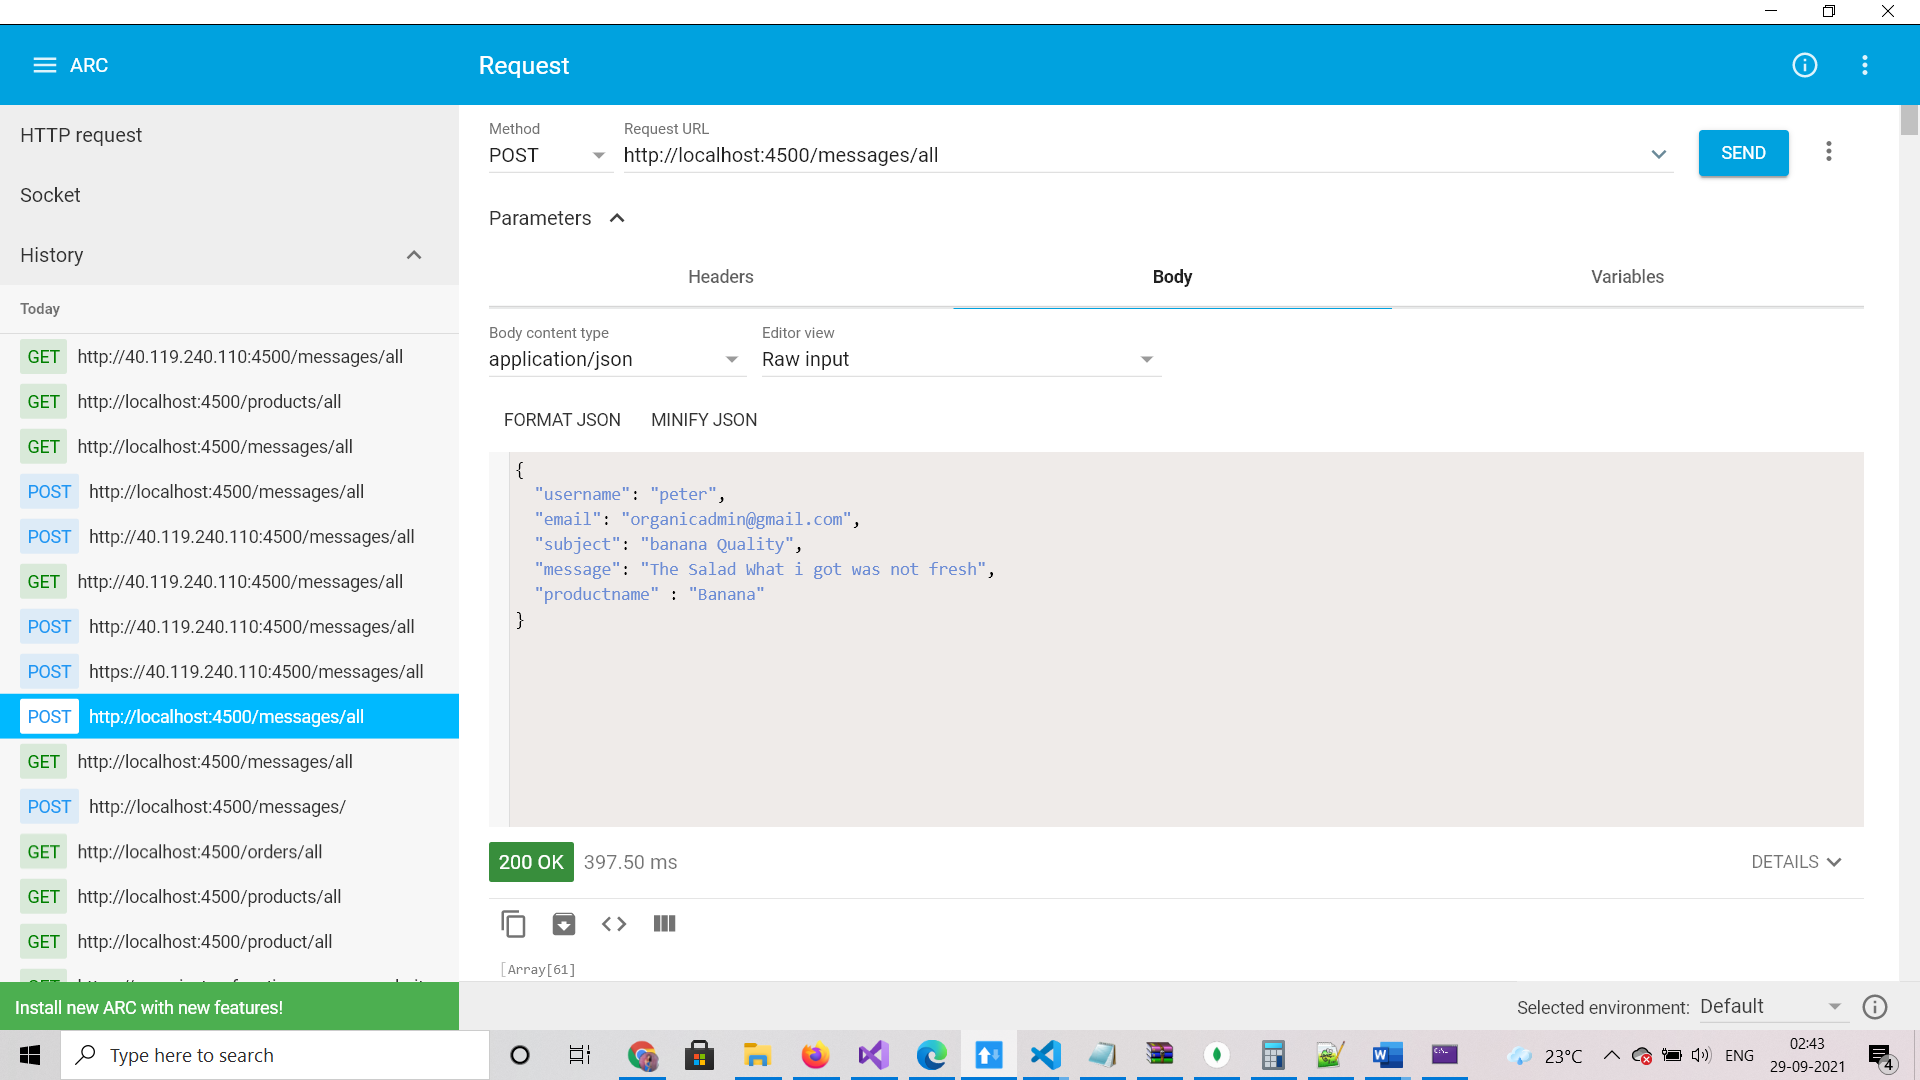 ARC
Request
HTTP request
Socket
History
Today
GET http://40.119.240.110:4500/messages/all
GET http://localhost:4500/products/all
GET http://localhost:4500/messages/all
POST http://localhost:4500/messages/all
POST http://40.119.240.110:4500/messages/all
GET http://40.119.240.110:4500/messages/all
POST http://40.119.240.110:4500/messages/all
POST https://40.119.240.110:4500/messages/all
POST http://localhost:4500/messages/all
GET http://localhost:4500/messages/all
POST http://localhost:4500/messages/
GET http://localhost:4500/orders/all
GET http://localhost:4500/products/all
GET http://localhost:4500/product/all
Install new ARC with new features!
Method
POST
Request URL
http://localhost:4500/messages/all
SEND
Parameters
Headers Body Variables
Body content type
application/json
Editor view
Raw input
FORMAT JSON MINIFY JSON
{
"username": "peter",
"email": "organicadmin@gmail.com",
"subject": "banana Quality",
"message": "The Salad What i got was not fresh",
"productname" : "Banana"
}
200 OK 397.50 ms
DETAILS
[Array[61]
Selected environment: Default
Type here to search
23°C
ENG
02:43
29-09-2021
4